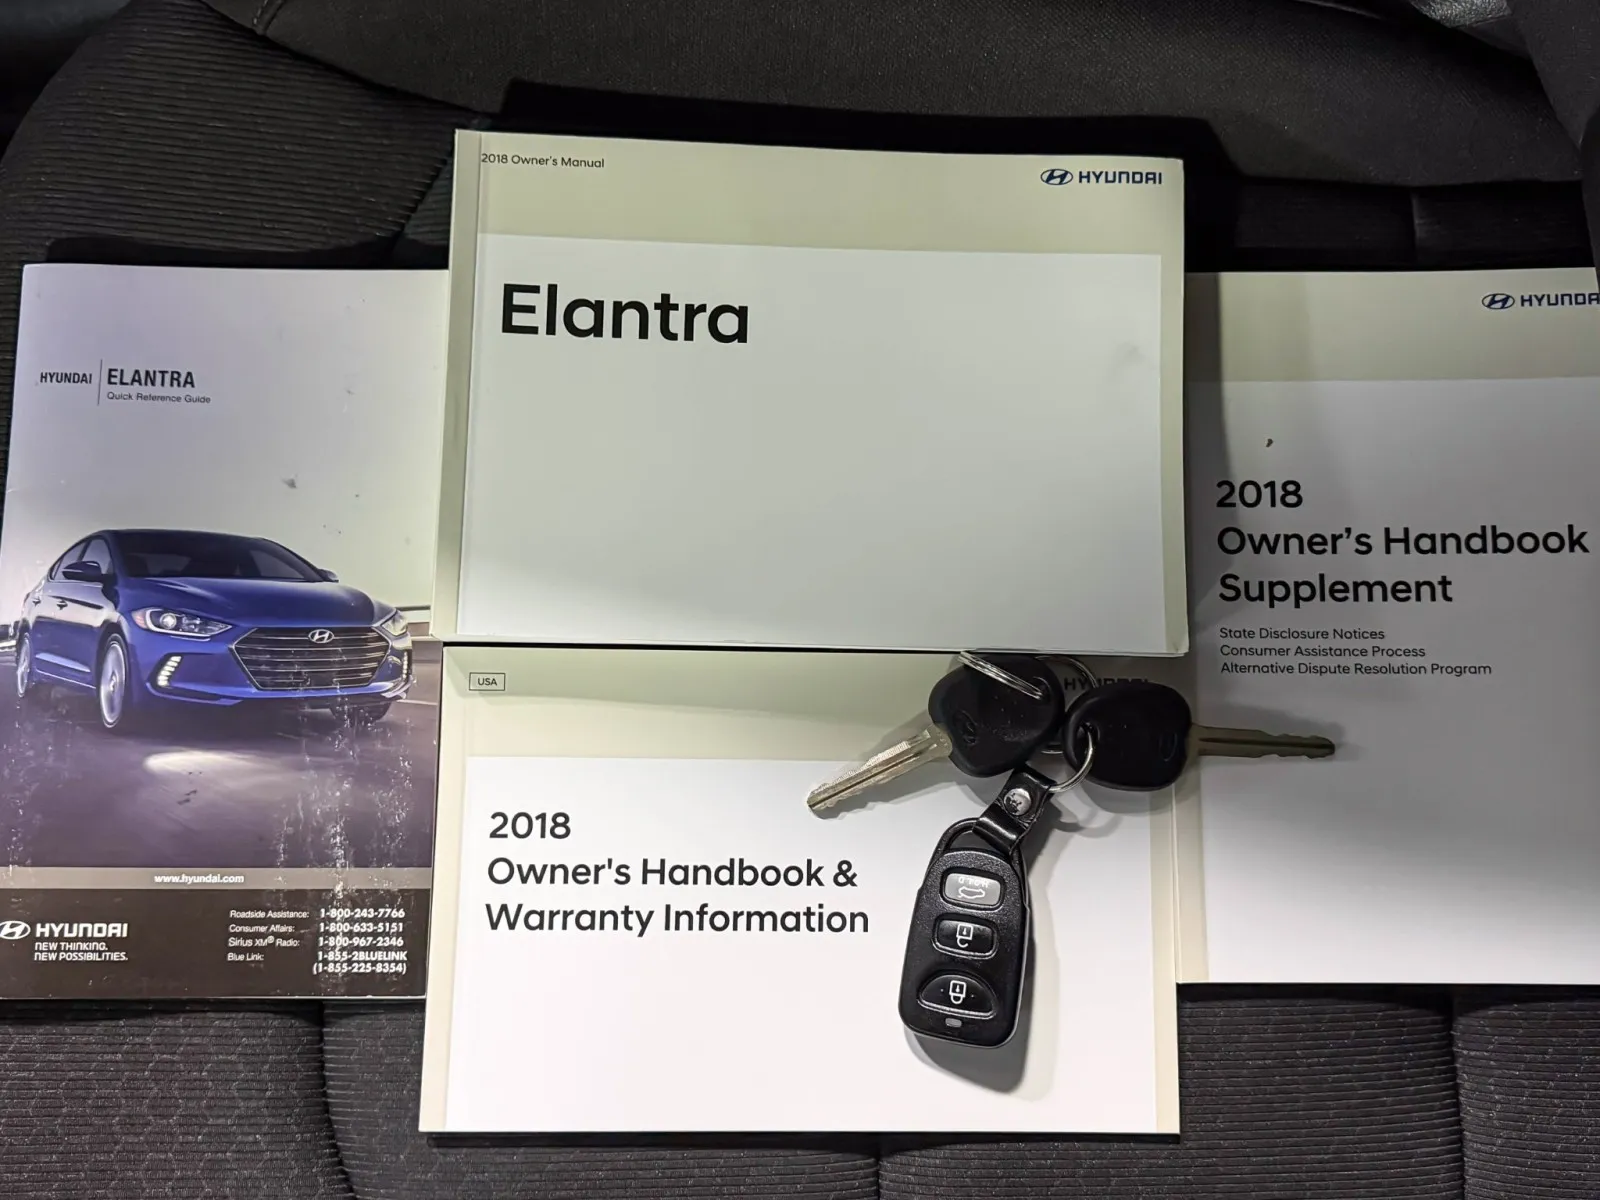 2018 Owner's Manual
HYUNDAI
Elantra
HYUNDAI
ELANTRA
Quick Reference Guide
www.hyundai.com
HYUNDAI
NEW THINKING.
NEW POSSIBILITIES.
Roadside Assistance: 1-800-243-7766
Consumer Affairs: 1-800-633-5151
Sirius XM® Radio: 1-800-967-2346
Blue Link: 1-855-2BLUELINK
(1-855-225-8354)
USA
2018
Owner's Handbook &
Warranty Information
HYUNDA
2018
Owner's Handbook
Supplement
State Disclosure Notices
Consumer Assistance Process
Alternative Dispute Resolution Program